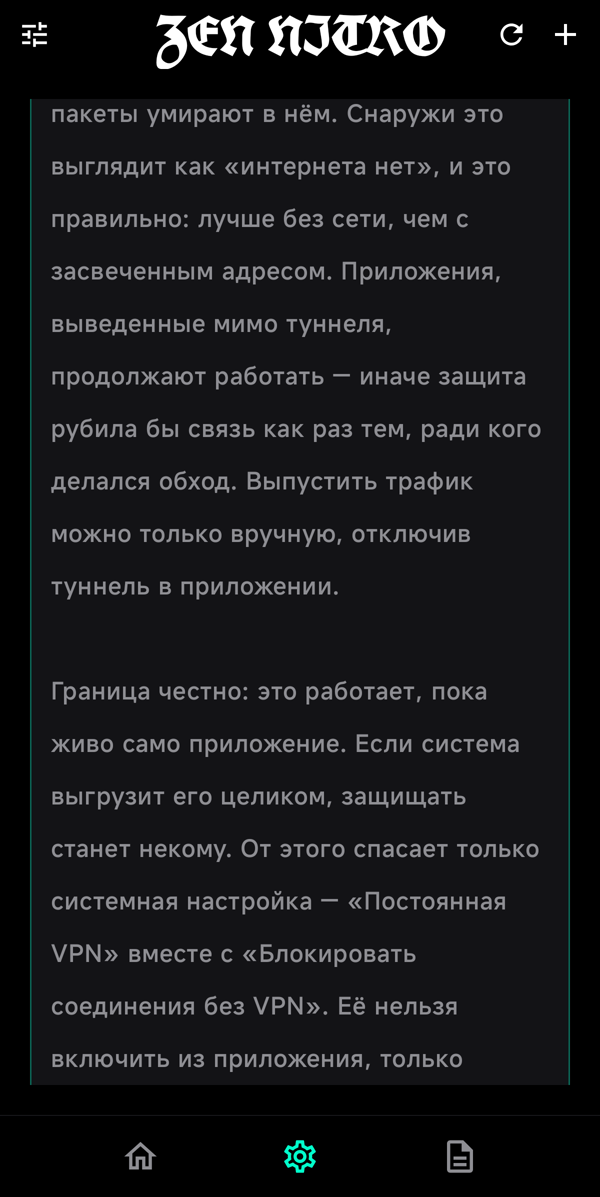 ZEN NITRO
пакеты умирают в нём. Снаружи это
выглядит как «интернета нет», и это
правильно: лучше без сети, чем с
засвеченным адресом. Приложения,
выведенные мимо туннеля,
продолжают работать — иначе защита
рубила бы связь как раз тем, ради кого
делался обход. Выпустить трафик
можно только вручную, отключив
туннель в приложении.
Граница честно: это работает, пока
живо само приложение. Если система
выгрузит его целиком, защищать
станет некому. От этого спасает только
системная настройка — «Постоянная
VPN» вместе с «Блокировать
соединения без VPN». Её нельзя
включить из приложения, только